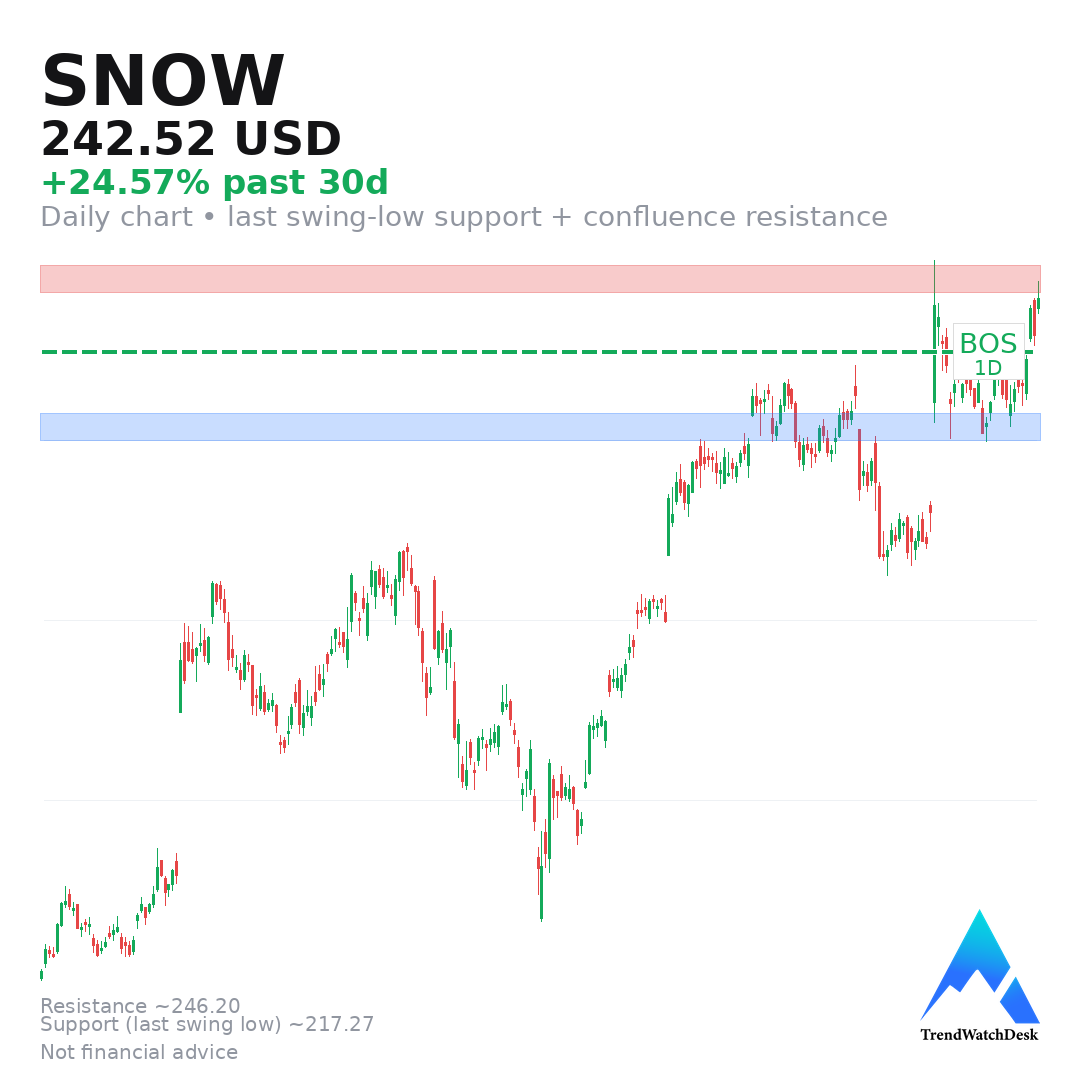 SNOW
242.52 USD
+24.57% past 30d
Daily chart • last swing-low support + confluence resistance
BOS
1D
Resistance ~246.20
Support (last swing low) ~217.27
Not financial advice
TrendWatchDesk